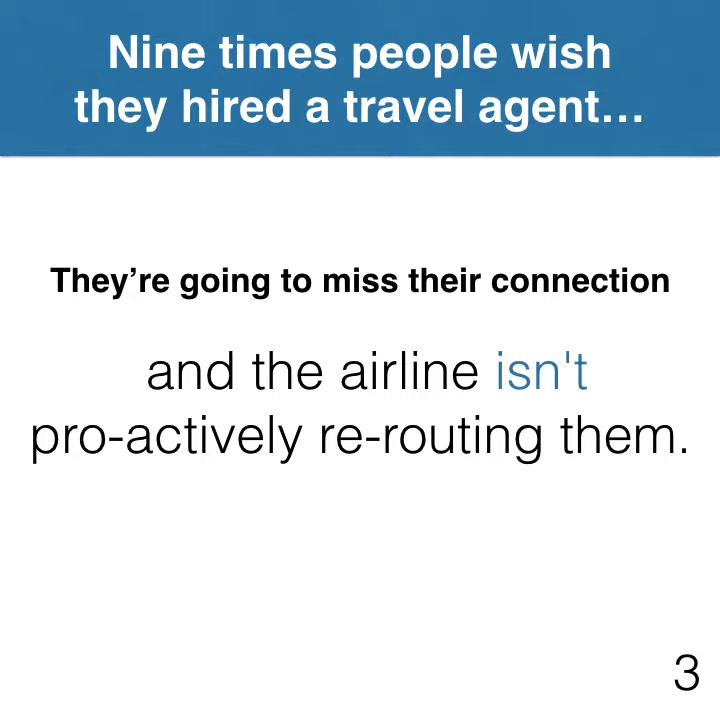 Nine times people wish
they hired a travel agent…
They’re going to miss their connection
and the airline isn't
pro-actively re-routing them.
3